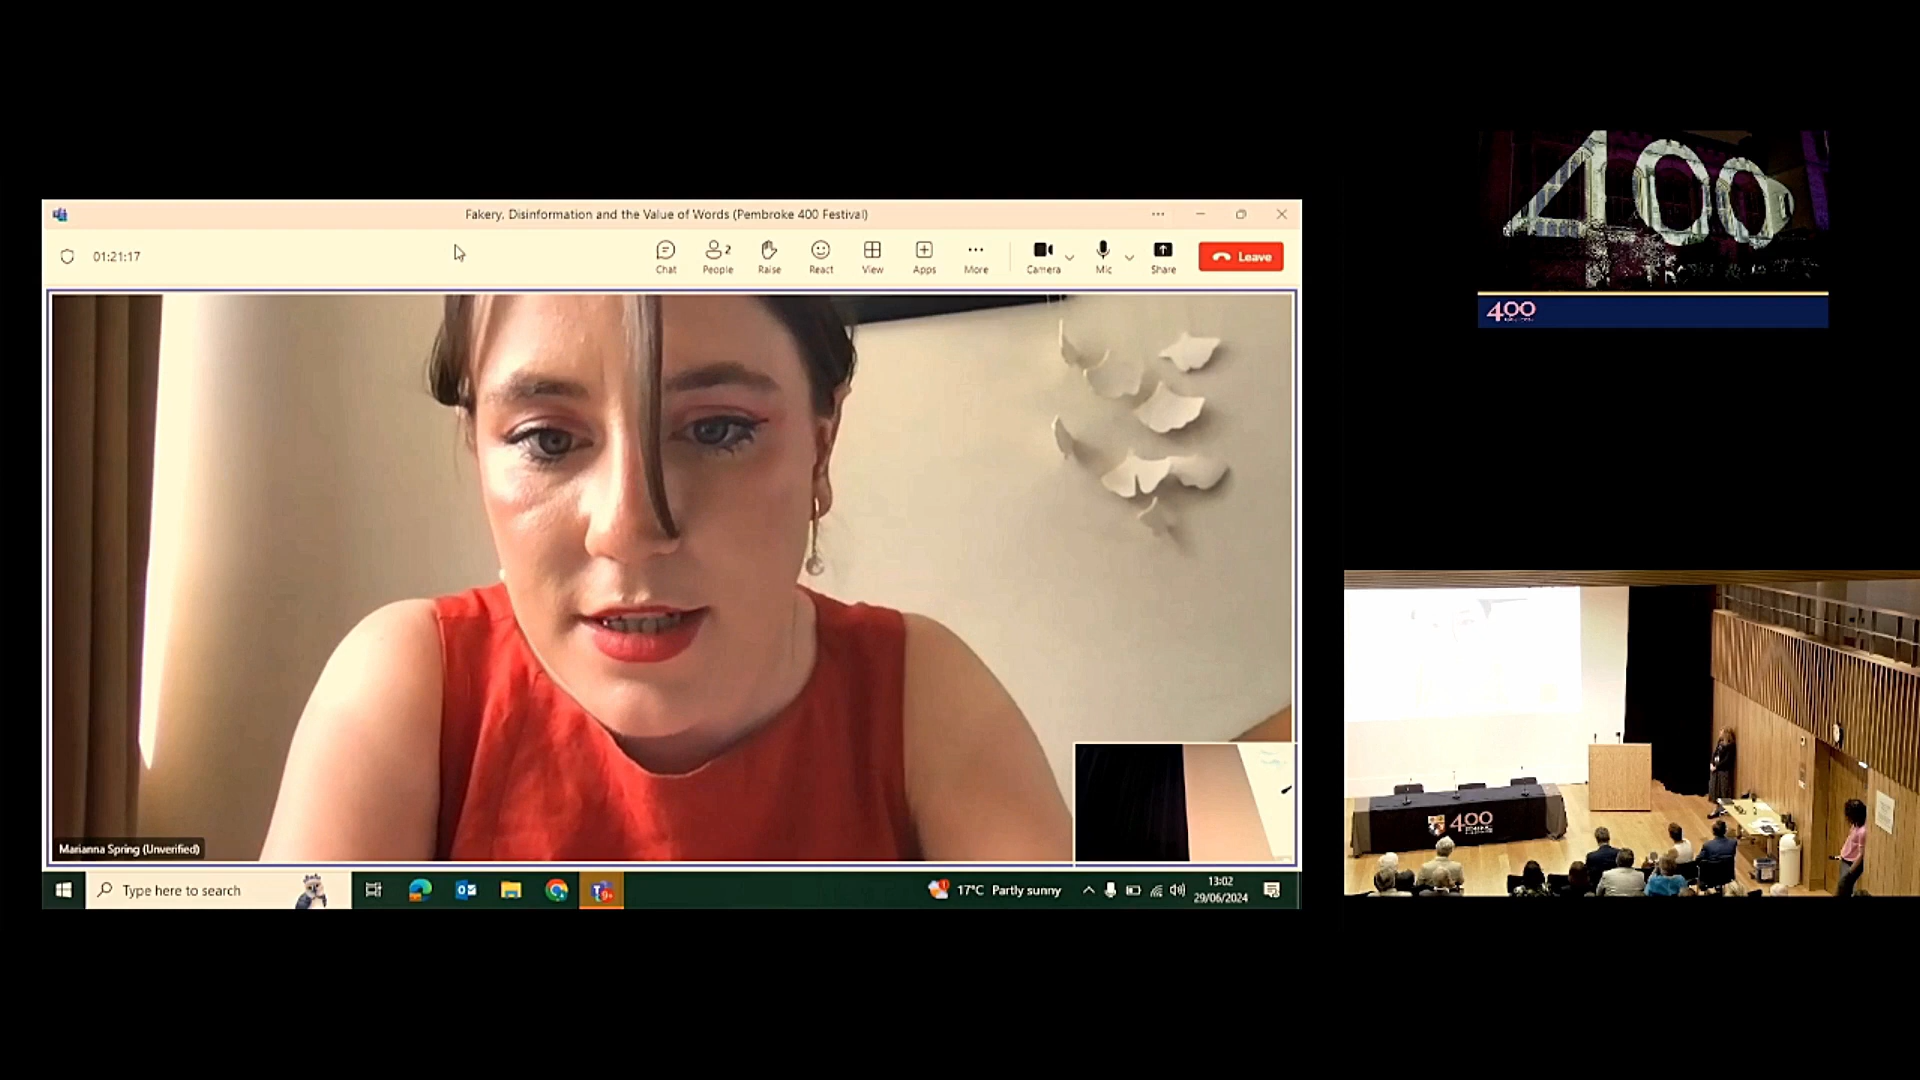 Fakery, Disinformation and the Value of Words (Pembroke 400 Festival)
01:21:17
Chat
People
2
Raise
React
View
Apps
More
Camera
Mic
Share
Leave
Marianna Spring (Unverified)
Type here to search
17°C Partly sunny
13:02
29/06/2024
400
400
400